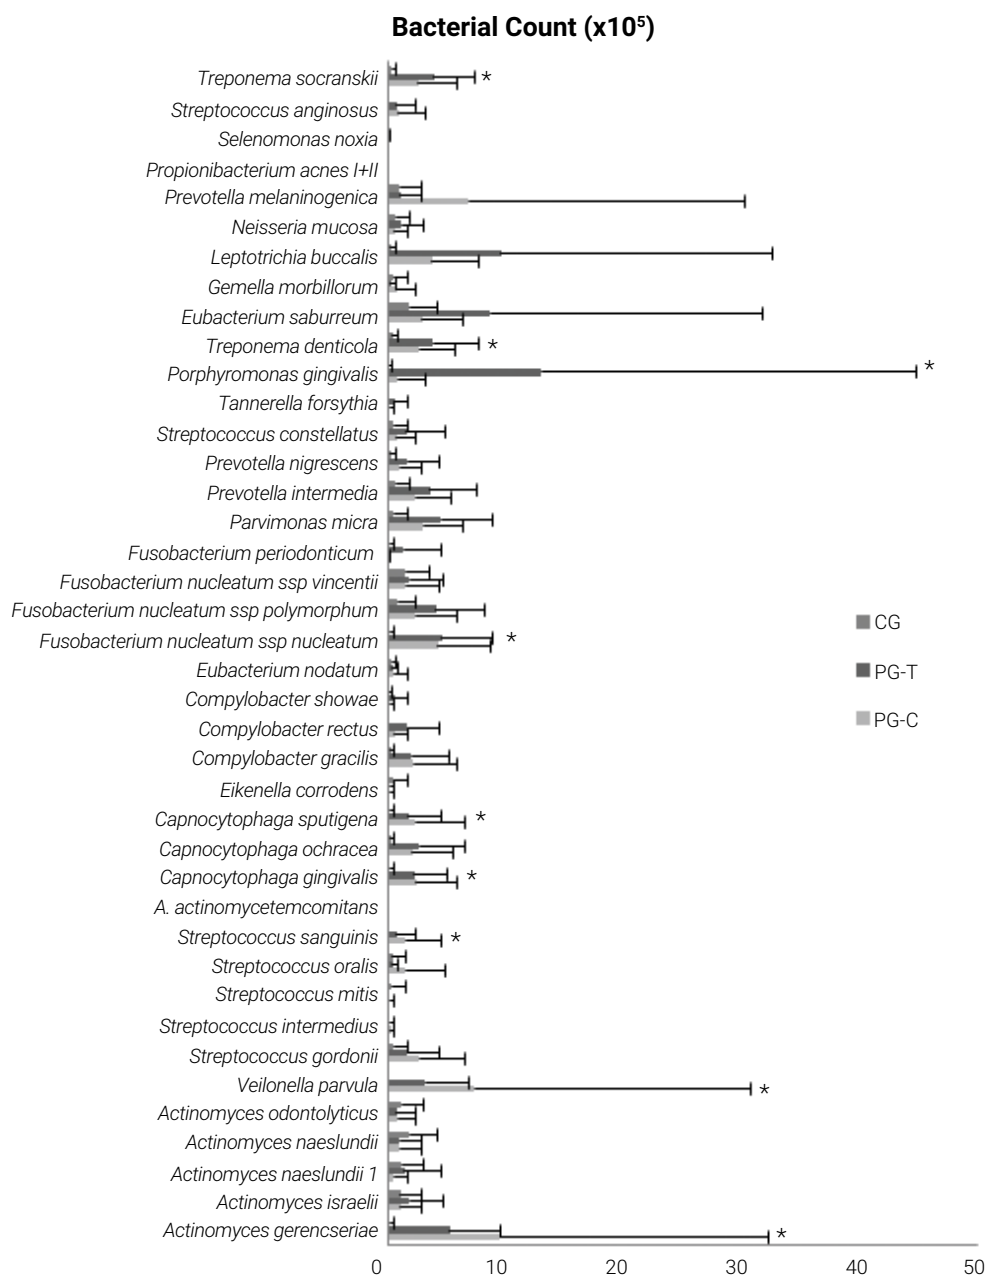 Bacterial Count (x10⁵)
Treponema socranskii *
Streptococcus anginosus
Selenomonas noxia
Propionibacterium acnes I+II
Prevotella melaninogenica
Neisseria mucosa
Leptotrichia buccalis
Gemella morbillorum
Eubacterium saburreum
Treponema denticola *
Porphyromonas gingivalis *
Tannerella forsythia
Streptococcus constellatus
Prevotella nigrescens
Prevotella intermedia
Parvimonas micra
Fusobacterium periodonticum
Fusobacterium nucleatum ssp vincentii
Fusobacterium nucleatum ssp polymorphum
Fusobacterium nucleatum ssp nucleatum *
Eubacterium nodatum
Compylobacter showae
Compylobacter rectus
Compylobacter gracilis
Eikenella corrodens
Capnocytophaga sputigena *
Capnocytophaga ochracea
Capnocytophaga gingivalis *
A. actinomycetemcomitans
Streptococcus sanguinis *
Streptococcus oralis
Streptococcus mitis
Streptococcus intermedius
Streptococcus gordonii
Veilonella parvula *
Actinomyces odontolyticus
Actinomyces naeslundii
Actinomyces naeslundii 1
Actinomyces israelii
Actinomyces gerencseriae *
0 10 20 30 40 50
CG
PG-T
PG-C